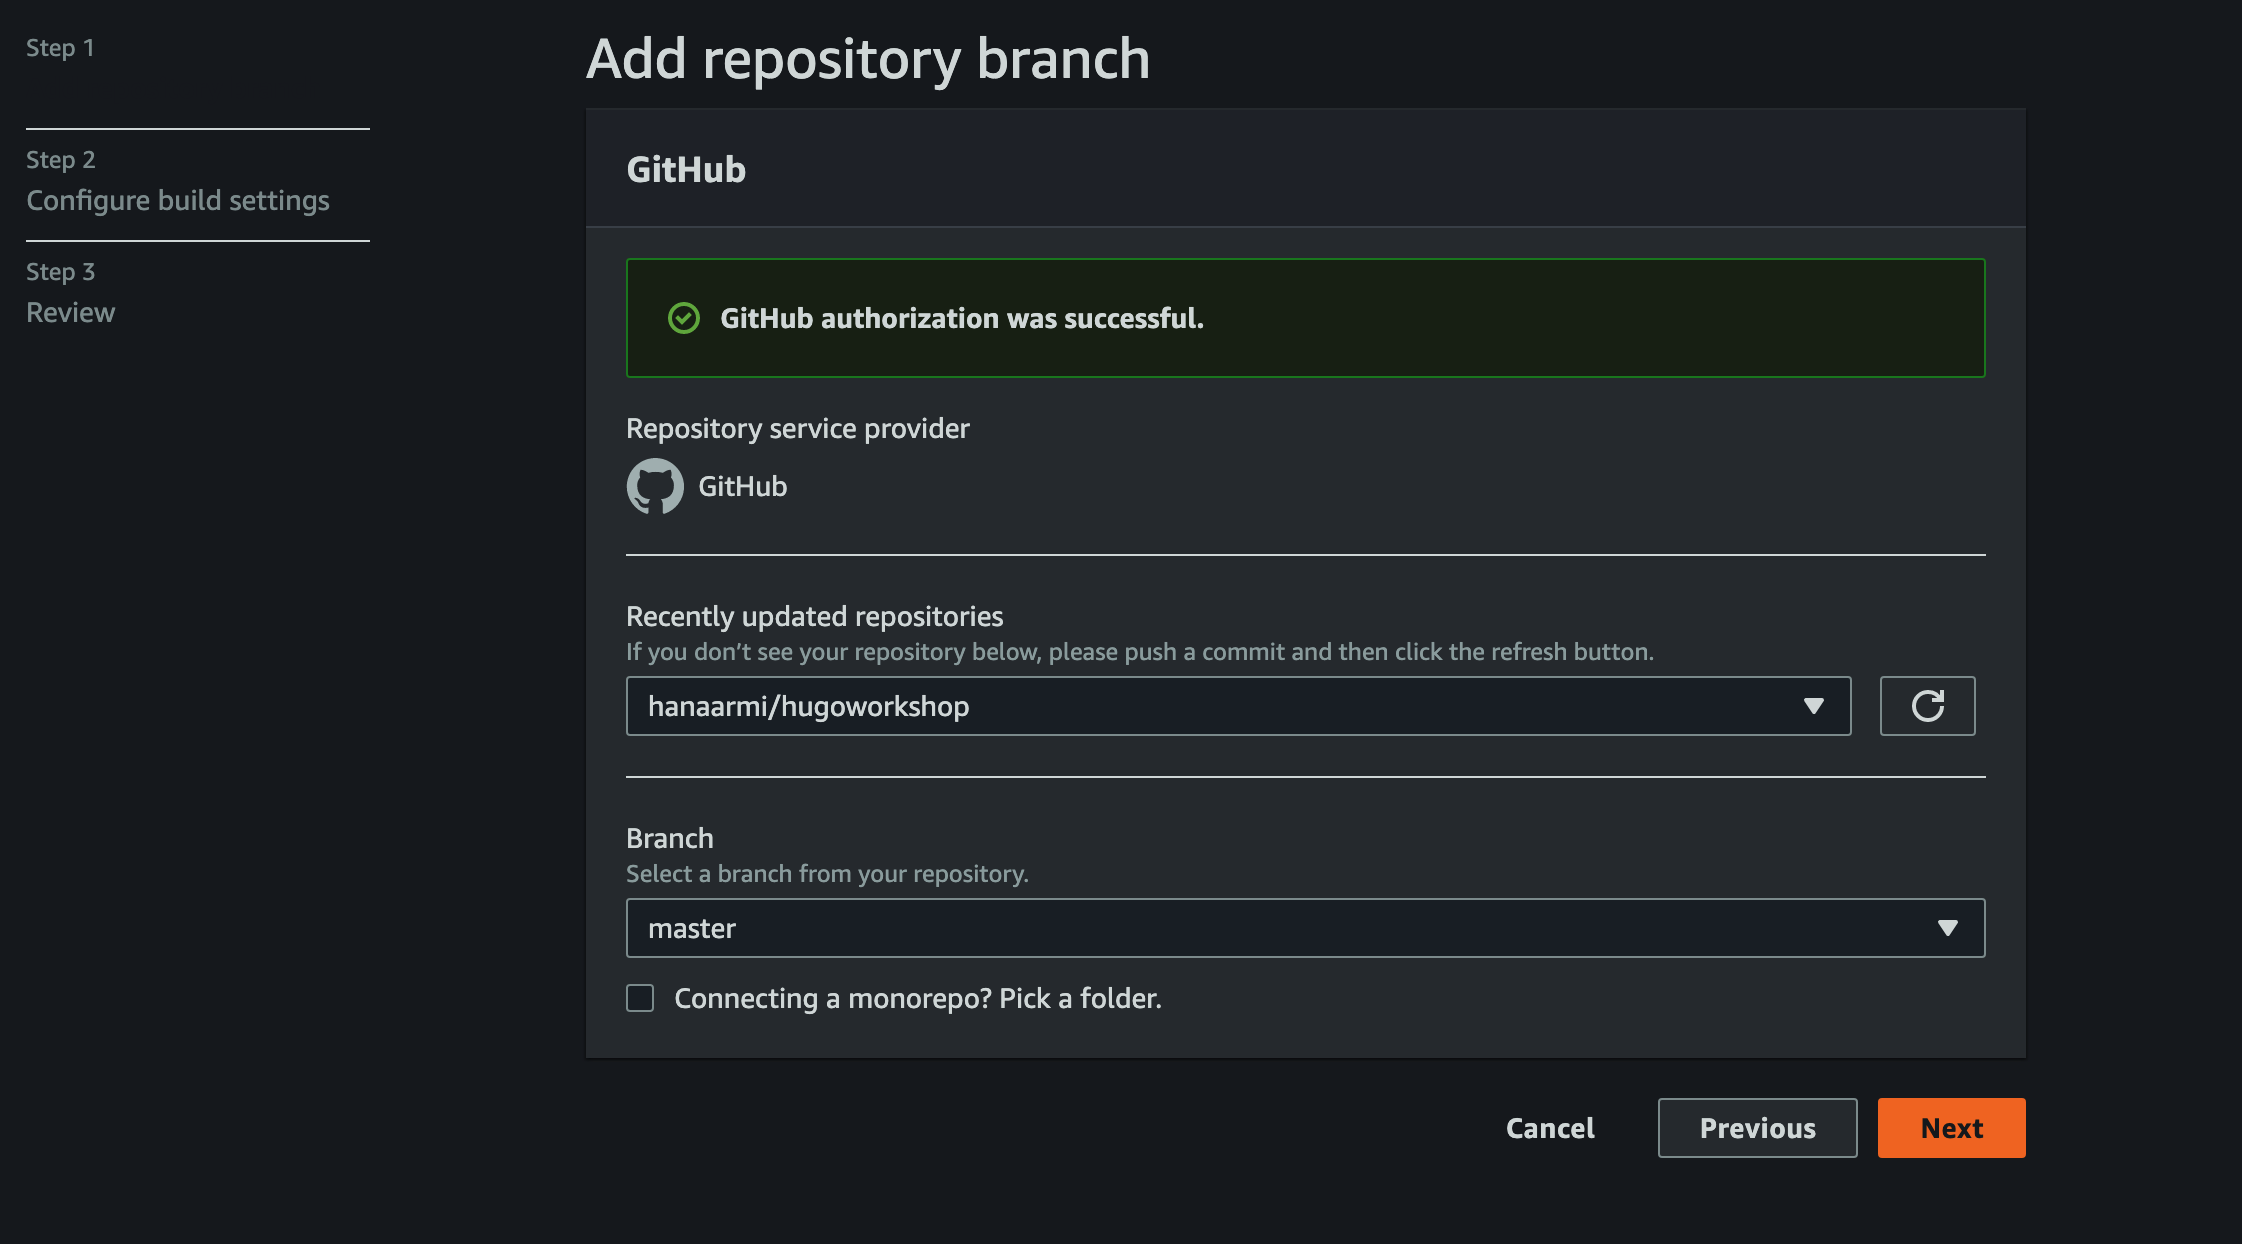 Step 1
Step 2
Configure build settings
Step 3
Review
Add repository branch
GitHub
GitHub authorization was successful.
Repository service provider
GitHub
Recently updated repositories
If you don’t see your repository below, please push a commit and then click the refresh button.
hanaarmi/hugoworkshop
Branch
Select a branch from your repository.
master
Connecting a monorepo? Pick a folder.
Cancel
Previous
Next